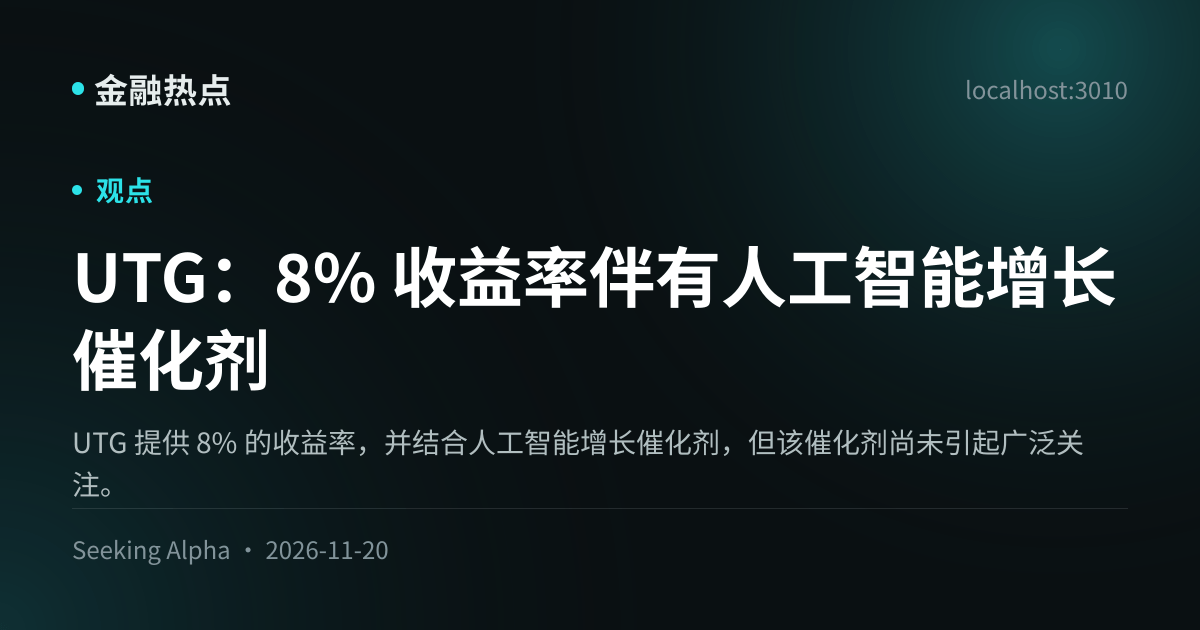 金融热点
localhost:3010
观点
UTG：8% 收益率伴有人工智能增长
催化剂
UTG 提供 8% 的收益率，并结合人工智能增长催化剂，但该催化剂尚未引起广泛关
注。
Seeking Alpha • 2026-11-20